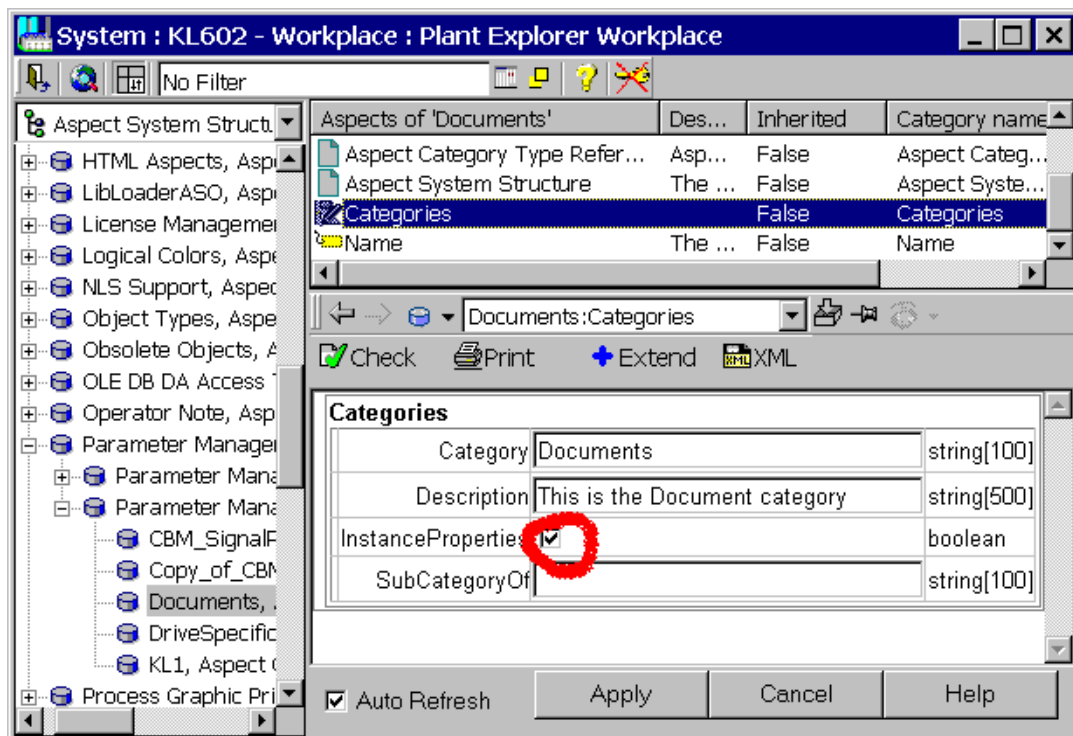 System : KL602 - Workplace : Plant Explorer Workplace
No Filter
Aspect System Structu
HTML Aspects, Asp
LibLoaderASO, Asp
License Managemen
Logical Colors, Aspe
NLS Support, Aspec
Object Types, Aspe
Obsolete Objects, A
OLE DB DA Access
Operator Note, Asp
Parameter Manager
Parameter Mana
Parameter Mana
CBM_SignalP
Copy_of_CBM
Documents, .
DriveSpecific
KL1, Aspect
Process Graphic Pri
Aspects of 'Documents' Des... Inherited Category name
Aspect Category Type Refer... Asp... False Aspect Categ...
Aspect System Structure The ... False Aspect Syste...
Categories False Categories
Name The ... False Name
Documents:Categories
Check Print Extend XML
Categories
Category Documents string[100]
Description This is the Document category string[500]
InstanceProperties boolean
SubCategoryOf string[100]
Auto Refresh Apply Cancel Help